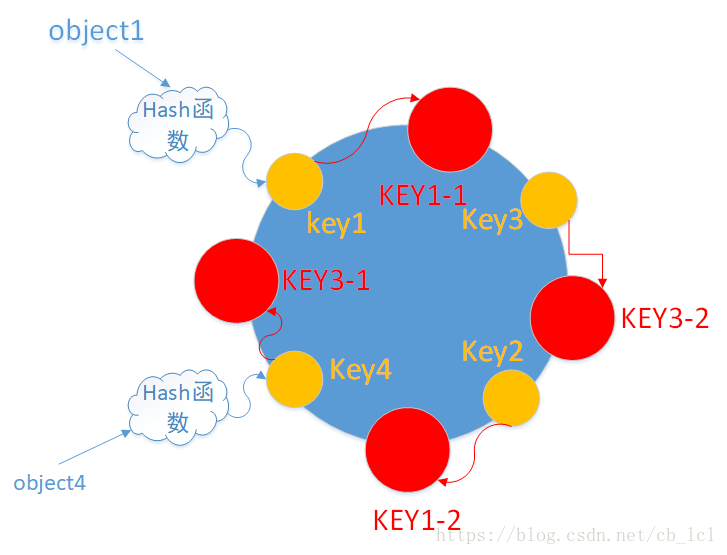 object1
Hash函
数
KEY1-1
key1
Key3
KEY3-1
KEY3-2
Key2
Key4
Hash函
数
object4
KEY1-2
https://blog.csdn.net/cb_lcl